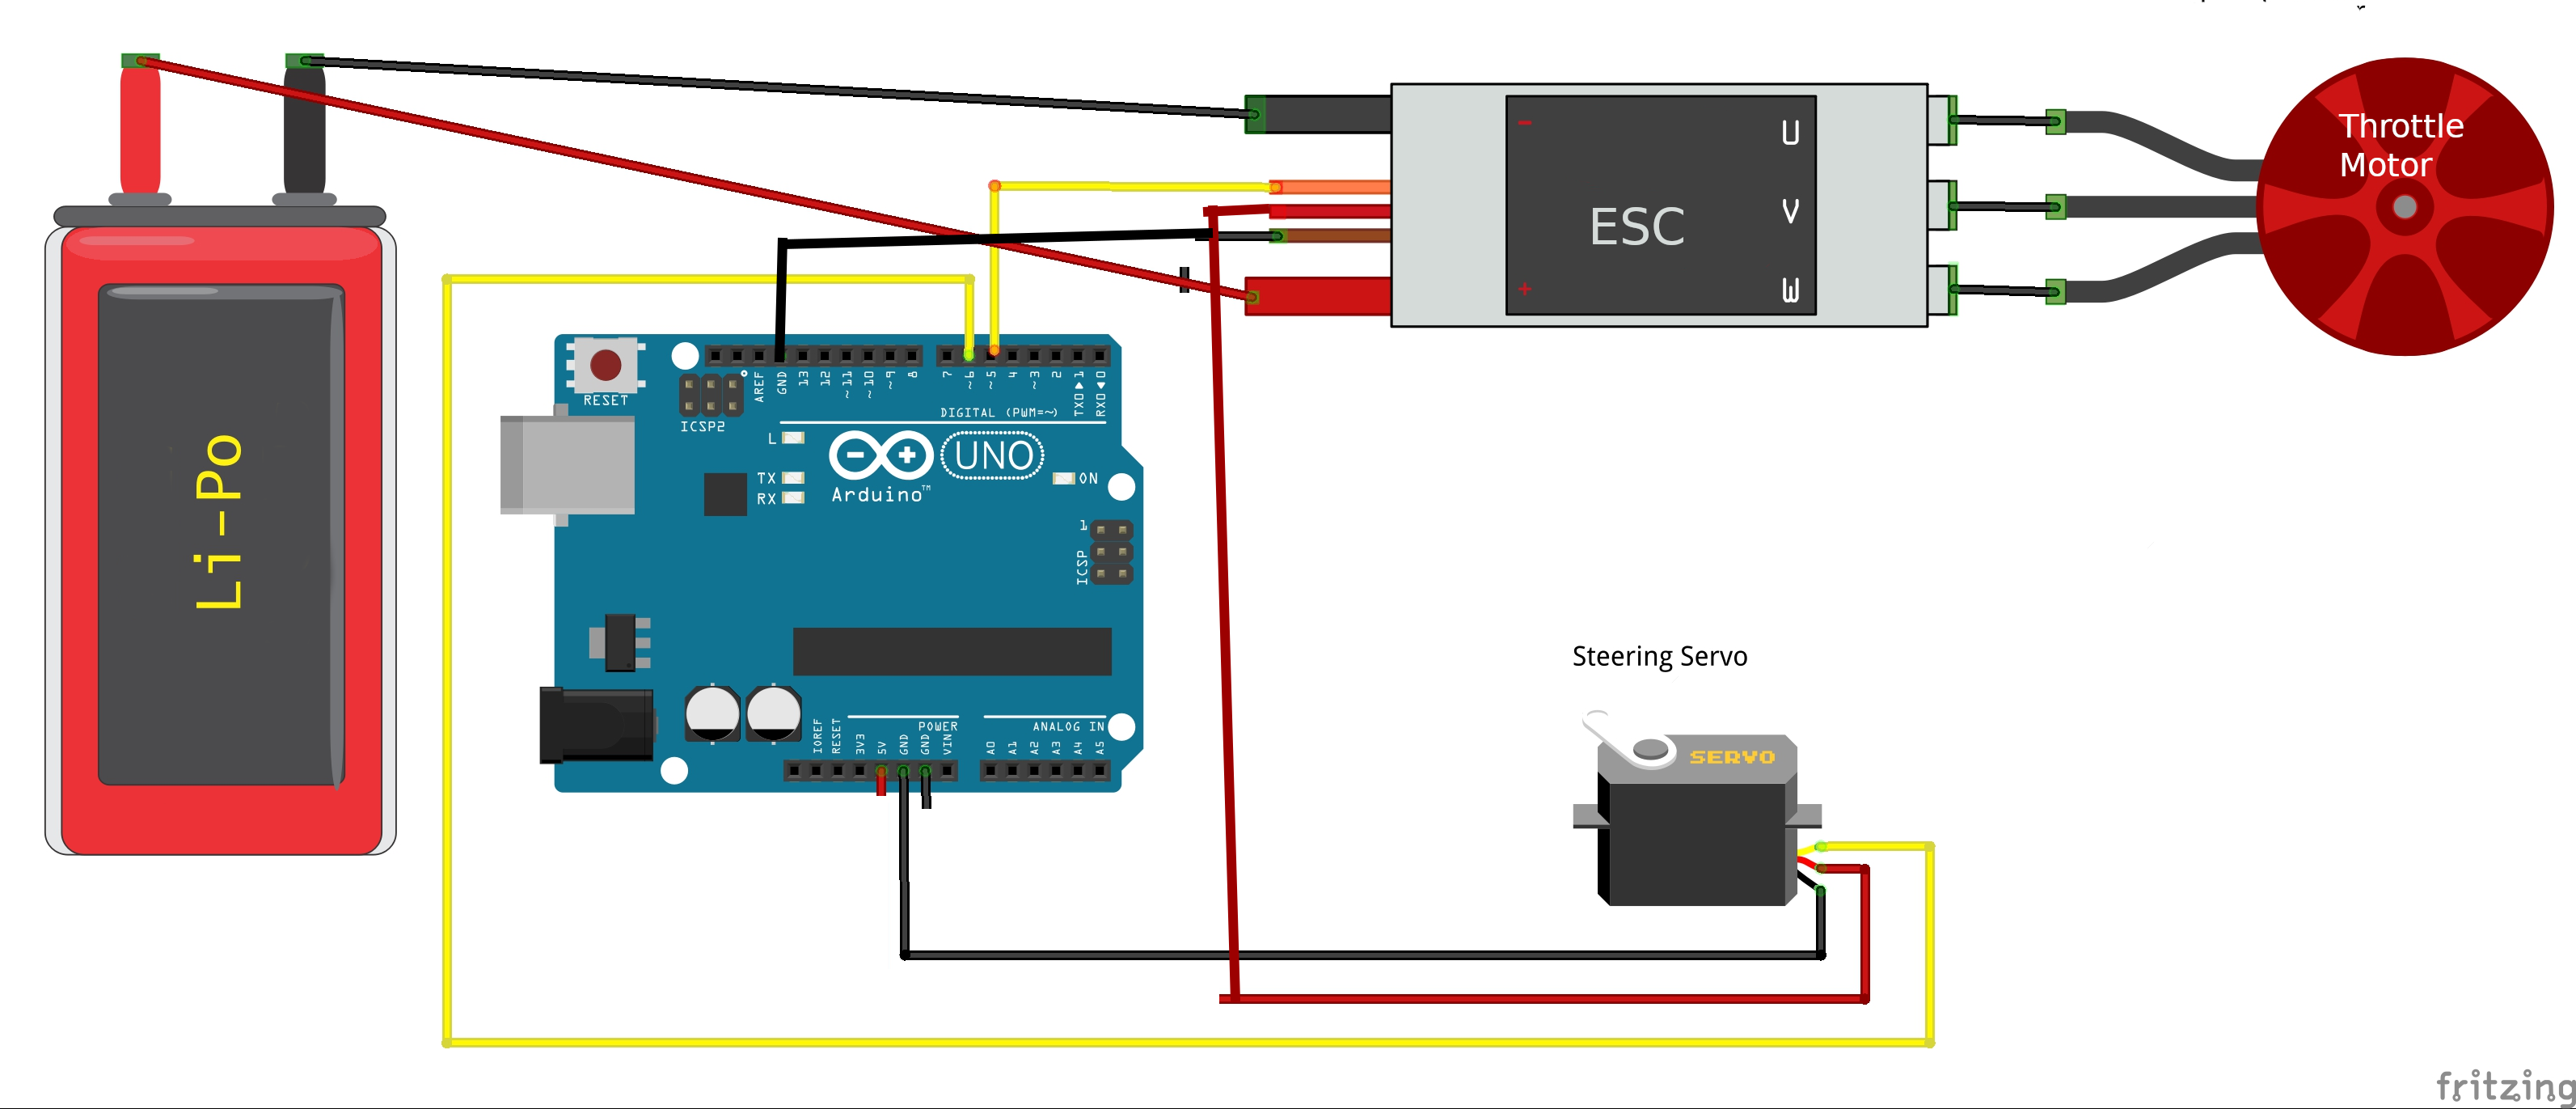 Throttle
Motor
-
U
V
W
+
ESC
Li-Po
RESET
ICSP2
AREF
GND
13
12
~11
~10
~9
8
7
~6
~5
4
~3
2
TX0▶1
RX0◀0
DIGITAL (PWM=~)
L
TX
RX
UNO
Arduino™
ON
1
ICSP
IOREF
RESET
3V3
5V
GND
GND
VIN
POWER
ANALOG IN
A0
A1
A2
A3
A4
A5
Steering Servo
SERVO
fritzing